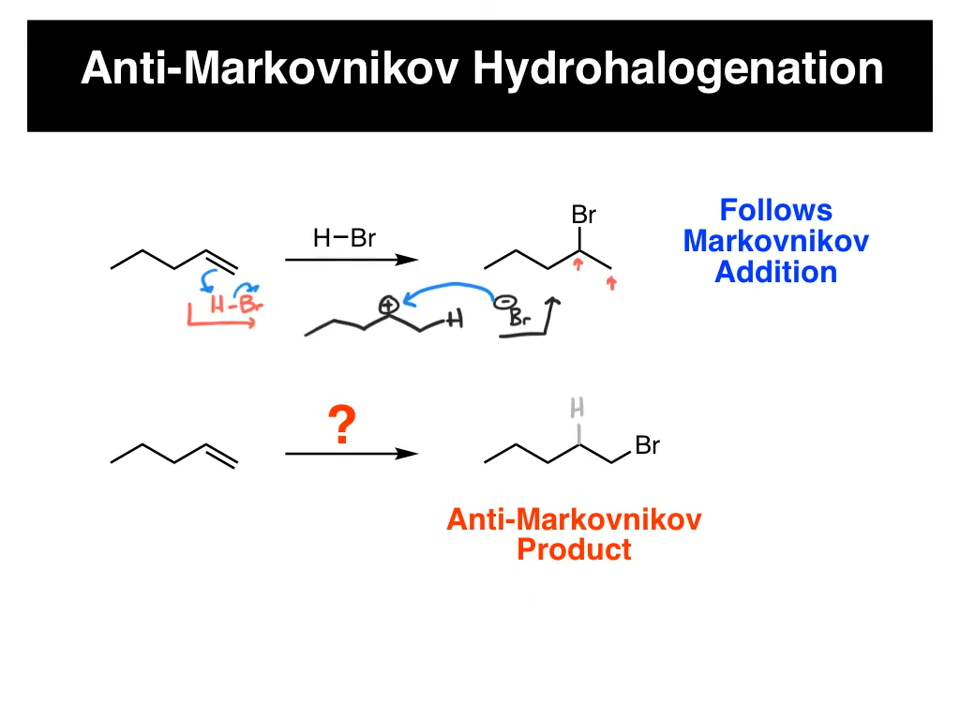 Anti-Markovnikov Hydrohalogenation
H–Br
Br
Follows
Markovnikov
Addition
H-Br
⊕
H
⊖
Br
?
H
Br
Anti-Markovnikov
Product